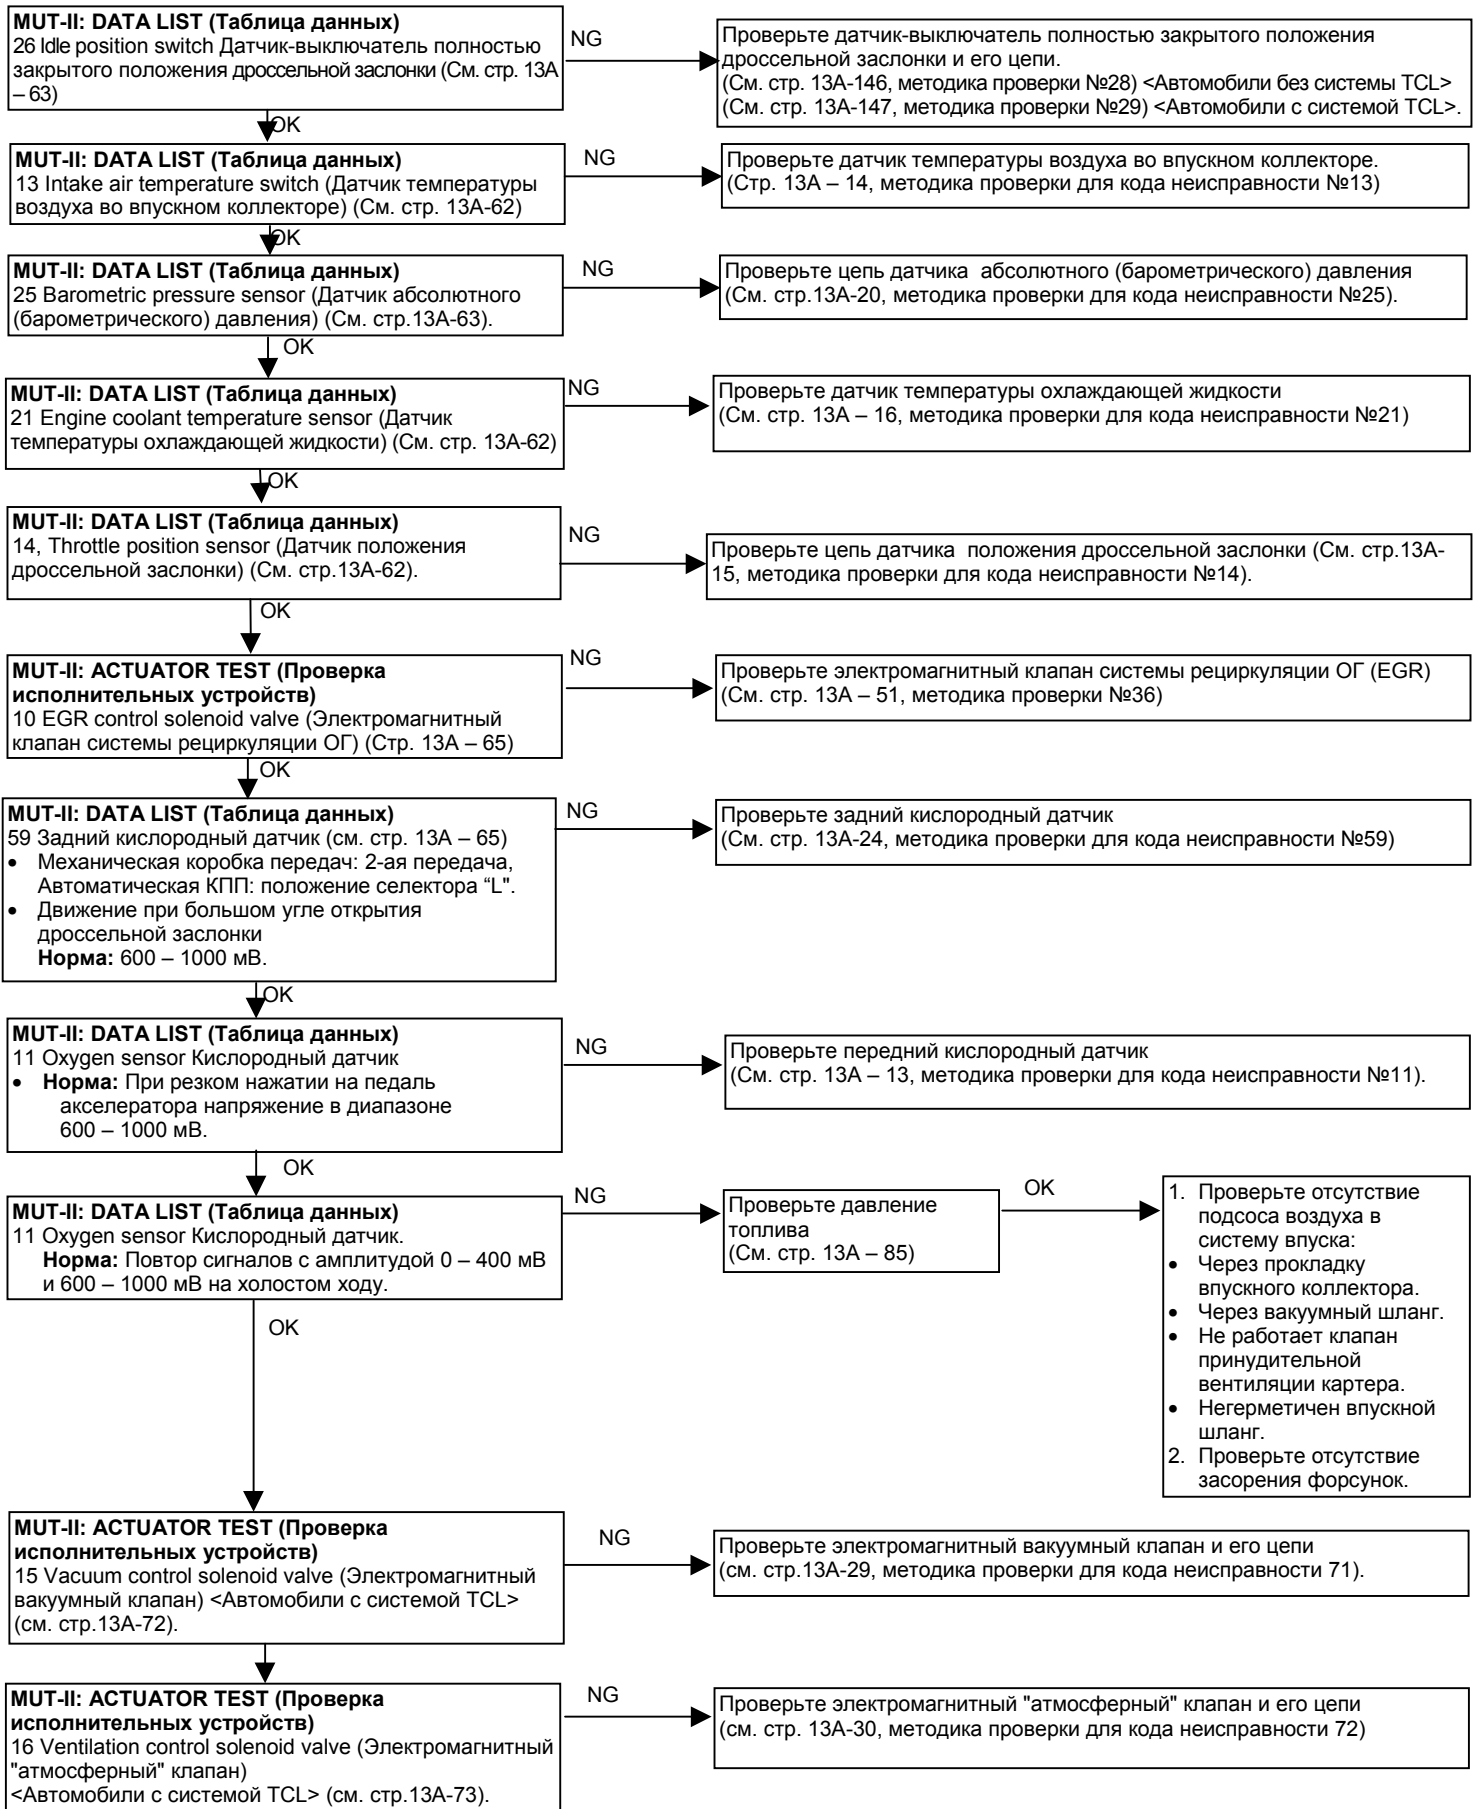 MUT-II: DATA LIST (Таблица данных)
26 Idle position switch Датчик-выключатель полностью
закрытого положения дроссельной заслонки (См. стр. 13А
– 63)
NG
Проверьте датчик-выключатель полностью закрытого положения
дроссельной заслонки и его цепи.
(См. стр. 13А-146, методика проверки №28) <Автомобили без системы TCL>
(См. стр. 13А-147, методика проверки №29) <Автомобили с системой TCL>.
OK
MUT-II: DATA LIST (Таблица данных)
13 Intake air temperature switch (Датчик температуры
воздуха во впускном коллекторе) (См. стр. 13А-62)
NG
Проверьте датчик температуры воздуха во впускном коллекторе.
(Стр. 13А – 14, методика проверки для кода неисправности №13)
OK
MUT-II: DATA LIST (Таблица данных)
25 Barometric pressure sensor (Датчик абсолютного
(барометрического) давления) (См. стр.13А-63).
NG
Проверьте цепь датчика  абсолютного (барометрического) давления
(См. стр.13А-20, методика проверки для кода неисправности №25).
OK
MUT-II: DATA LIST (Таблица данных)
21 Engine coolant temperature sensor (Датчик
температуры охлаждающей жидкости) (См. стр. 13А-62)
NG
Проверьте датчик температуры охлаждающей жидкости
(См. стр. 13А – 16, методика проверки для кода неисправности №21)
OK
MUT-II: DATA LIST (Таблица данных)
14, Throttle position sensor (Датчик положения
дроссельной заслонки) (См. стр.13А-62).
NG
Проверьте цепь датчика  положения дроссельной заслонки (См. стр.13А-
15, методика проверки для кода неисправности №14).
OK
MUT-II: ACTUATOR TEST (Проверка
исполнительных устройств)
10 EGR control solenoid valve (Электромагнитный
клапан системы рециркуляции ОГ) (Стр. 13А – 65)
NG
Проверьте электромагнитный клапан системы рециркуляции ОГ (EGR)
(См. стр. 13А – 51, методика проверки №36)
OK
MUT-II: DATA LIST (Таблица данных)
59 Задний кислородный датчик (см. стр. 13А – 65)
• Механическая коробка передач: 2-ая передача,
Автоматическая КПП: положение селектора “L".
• Движение при большом угле открытия
дроссельной заслонки
Норма: 600 – 1000 мВ.
NG
Проверьте задний кислородный датчик
(См. стр. 13А-24, методика проверки для кода неисправности №59)
OK
MUT-II: DATA LIST (Таблица данных)
11 Oxygen sensor Кислородный датчик
• Норма: При резком нажатии на педаль
акселератора напряжение в диапазоне
600 – 1000 мВ.
NG
Проверьте передний кислородный датчик
(См. стр. 13А – 13, методика проверки для кода неисправности №11).
OK
MUT-II: DATA LIST (Таблица данных)
11 Oxygen sensor Кислородный датчик.
Норма: Повтор сигналов с амплитудой 0 – 400 мВ
и 600 – 1000 мВ на холостом ходу.
NG
Проверьте давление
топлива
(См. стр. 13А – 85)
OK
1. Проверьте отсутствие
подсоса воздуха в
систему впуска:
• Через прокладку
впускного коллектора.
• Через вакуумный шланг.
• Не работает клапан
принудительной
вентиляции картера.
• Негерметичен впускной
шланг.
2. Проверьте отсутствие
засорения форсунок.
OK
MUT-II: ACTUATOR TEST (Проверка
исполнительных устройств)
15 Vacuum control solenoid valve (Электромагнитный
вакуумный клапан) <Автомобили с системой TCL>
(см. стр.13А-72).
NG
Проверьте электромагнитный вакуумный клапан и его цепи
(см. стр.13А-29, методика проверки для кода неисправности 71).
MUT-II: ACTUATOR TEST (Проверка
исполнительных устройств)
16 Ventilation control solenoid valve (Электромагнитный
"атмосферный" клапан)
<Автомобили с системой TCL> (см. стр.13А-73).
NG
Проверьте электромагнитный "атмосферный" клапан и его цепи
(см. стр. 13А-30, методика проверки для кода неисправности 72)